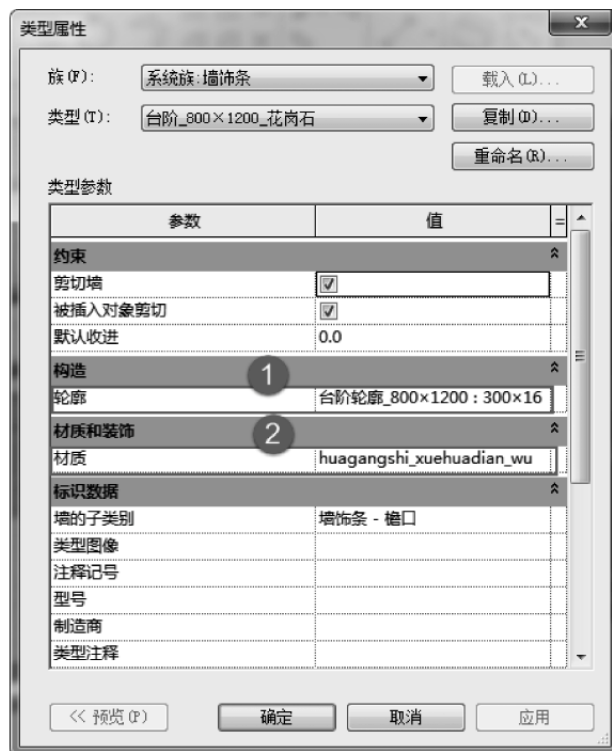 类型属性
x
族(F):
系统族:墙饰条
载入(L)...
类型(T):
台阶_800×1200_花岗石
复制(D)...
重命名(R)...
类型参数
参数 值 =
约束
剪切墙
被插入对象剪切
默认收进 0.0
构造 1
轮廓 台阶轮廓_800×1200 : 300×16
材质和装饰 2
材质 huagangshi_xuehuadian_wu
标识数据
墙的子类别 墙饰条 - 檐口
类型图像
注释记号
型号
制造商
类型注释
<< 预览(P) 确定 取消 应用